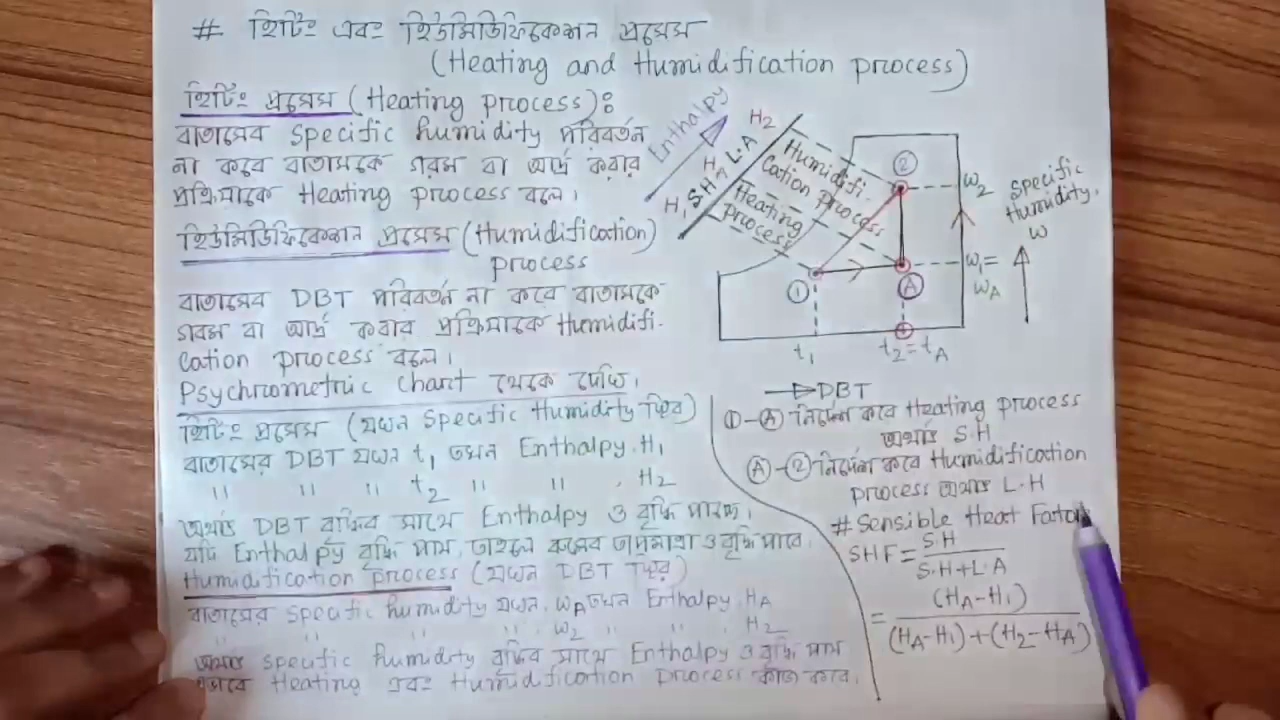 # হিটিং এবং হিউমিডিফিকেশন প্রসেস
(Heating and Humidification process)
হিটিং প্রসেস (Heating process):
বাতাসের specific humidity পরিবর্তন
না করে বাতাসকে গরম বা আর্দ্র করার
প্রক্রিয়াকে Heating process বলে।
হিউমিডিফিকেশন প্রসেস (Humidification)
process
বাতাসের DBT পরিবর্তন না করে বাতাসকে
গরম বা আর্দ্র করার প্রক্রিয়াকে Humidifi-
cation process বলে।
Psychrometric chart থেকে দেখি,
হিটিং প্রসেস (যখন specific Humidity স্থির)
বাতাসের DBT যখন t1 তখন Enthalpy H1
" " " t2 " " , H2
অর্থাৎ DBT বৃদ্ধির সাথে Enthalpy ও বৃদ্ধি পাচ্ছে,
যদি Enthalpy বৃদ্ধি পায়, তাহলে রুমের তাপমাত্রা ও বৃদ্ধি পাবে।
Humidification process (যখন DBT স্থির)
বাতাসের specific humidity যখন, WA তখন Enthalpy, HA
" " " " , W2 " " , H2
অর্থাৎ specific humidity বৃদ্ধির সাথে Enthalpy ও বৃদ্ধি পায়
এভাবে Heating এবং Humidification process কাজ করে।
Enthalpy
H2
L.A
HA
S.H
H1
Humidifi-
cation process
Heating
process
2
1
A
W2
W1=
WA
specific
Humidity,
W
t1
t2=tA
DBT
1-A নির্দেশ করে Heating process
অর্থাৎ S.H
A-2 নির্দেশ করে Humidification
process অর্থাৎ L.H
# Sensible Heat Factor
SHF = S.H
S.H+L.A
= (HA-H1)
(HA-H1)+(H2-HA)